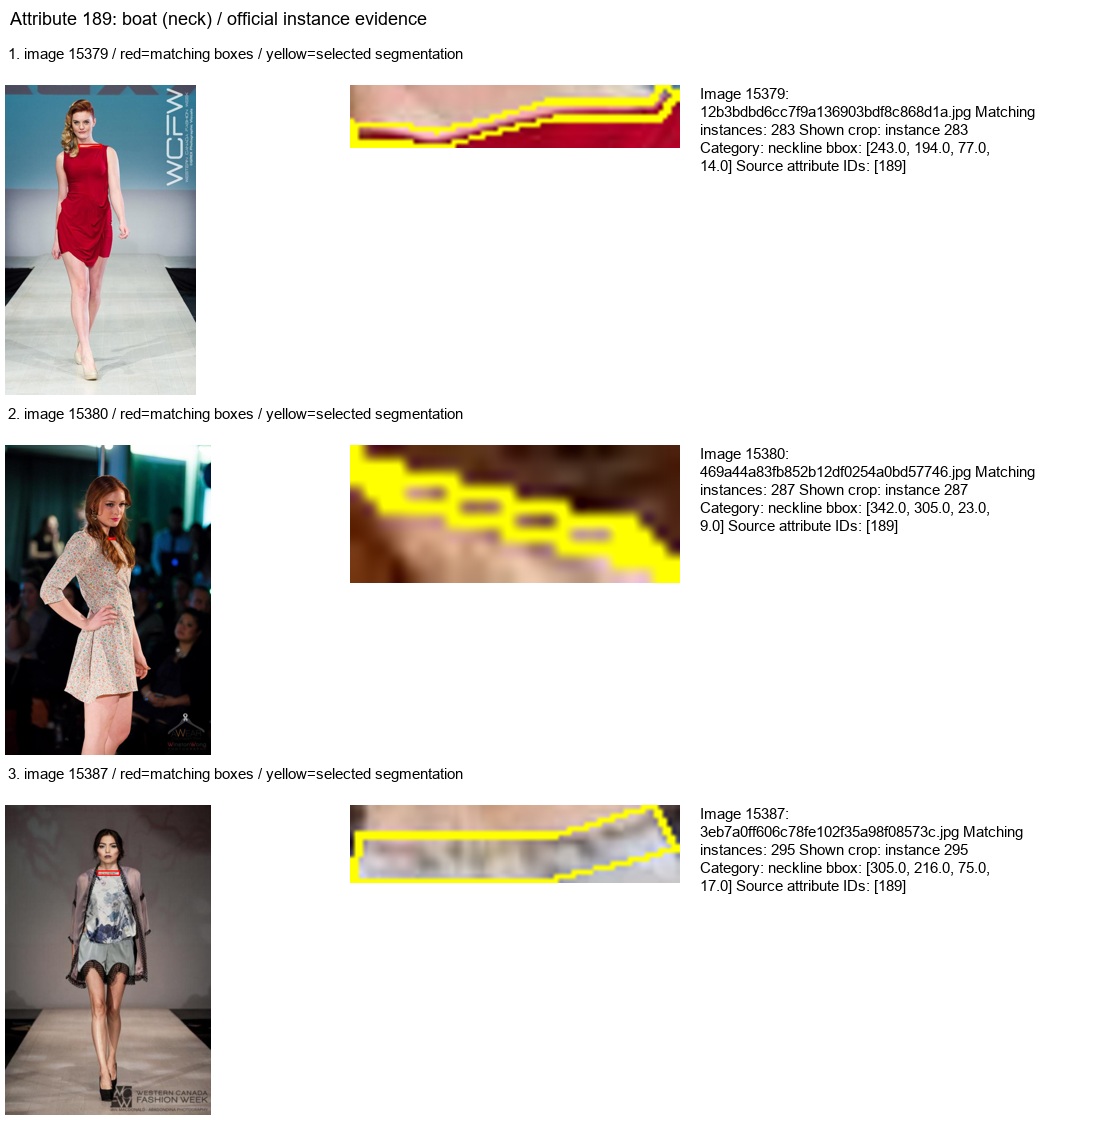 Attribute 189: boat (neck) / official instance evidence
1. image 15379 / red=matching boxes / yellow=selected segmentation
WCFW
Image 15379:
12b3bdbd6cc7f9a136903bdf8c868d1a.jpg Matching
instances: 283 Shown crop: instance 283
Category: neckline bbox: [243.0, 194.0, 77.0,
14.0] Source attribute IDs: [189]
2. image 15380 / red=matching boxes / yellow=selected segmentation
Image 15380:
469a44a83fb852b12df0254a0bd57746.jpg Matching
instances: 287 Shown crop: instance 287
Category: neckline bbox: [342.0, 305.0, 23.0,
9.0] Source attribute IDs: [189]
3. image 15387 / red=matching boxes / yellow=selected segmentation
WESTERN CANADA
FASHION WEEK
Image 15387:
3eb7a0ff606c78fe102f35a98f08573c.jpg Matching
instances: 295 Shown crop: instance 295
Category: neckline bbox: [305.0, 216.0, 75.0,
17.0] Source attribute IDs: [189]